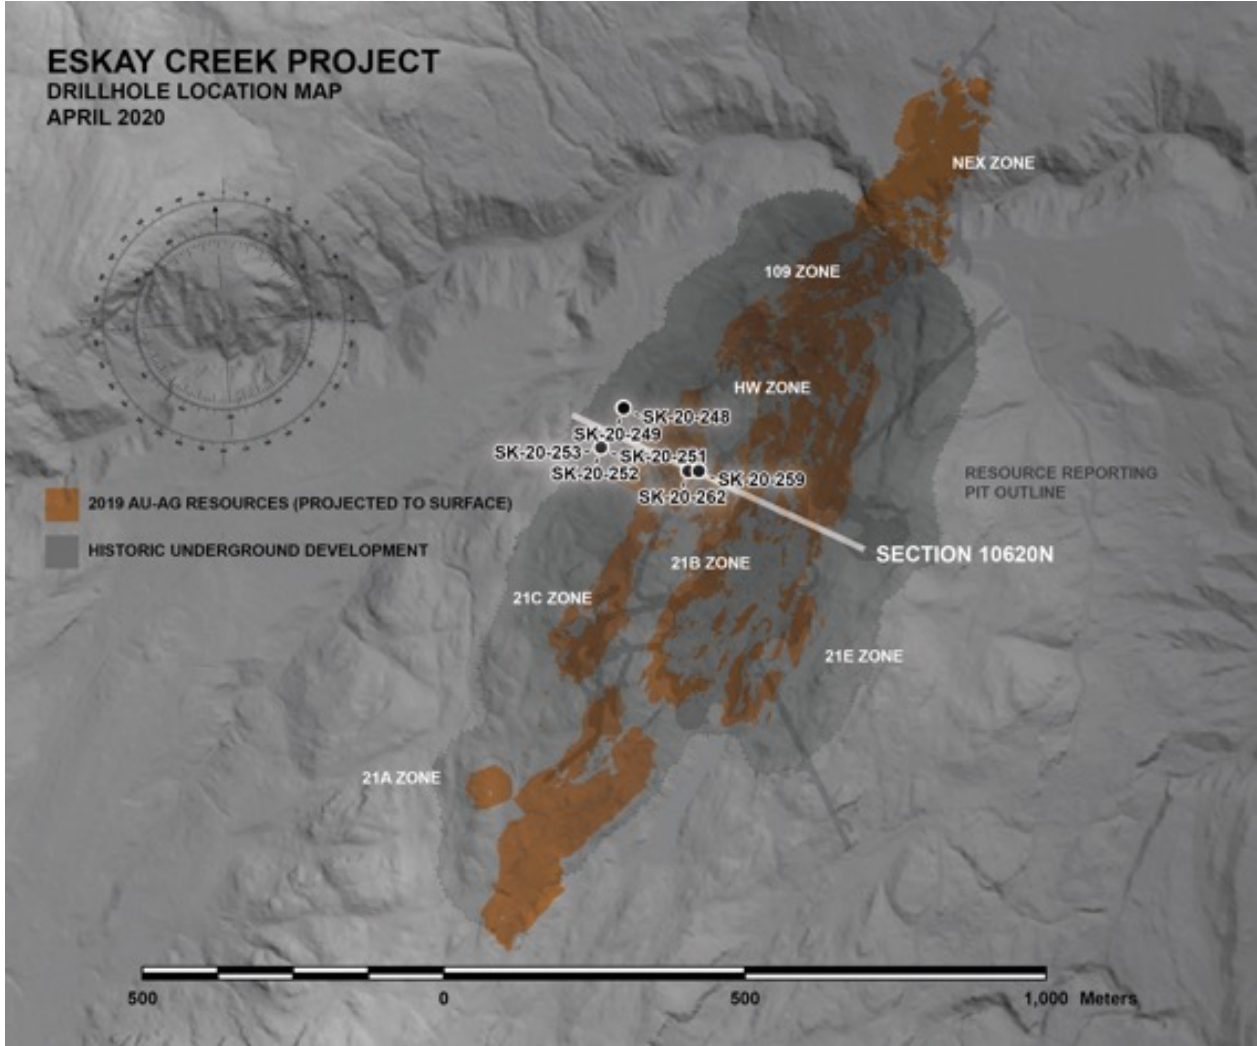 ESKAY CREEK PROJECT
DRILLHOLE LOCATION MAP
APRIL 2020
NEX ZONE
109 ZONE
HW ZONE
SK-20-248
SK-20-249
SK-20-253
SK-20-251
SK-20-252
SK-20-259
SK-20-262
RESOURCE REPORTING
PIT OUTLINE
2019 AU-AG RESOURCES (PROJECTED TO SURFACE)
HISTORIC UNDERGROUND DEVELOPMENT
SECTION 10620N
21B ZONE
21C ZONE
21E ZONE
21A ZONE
500 0 500 1,000 Meters